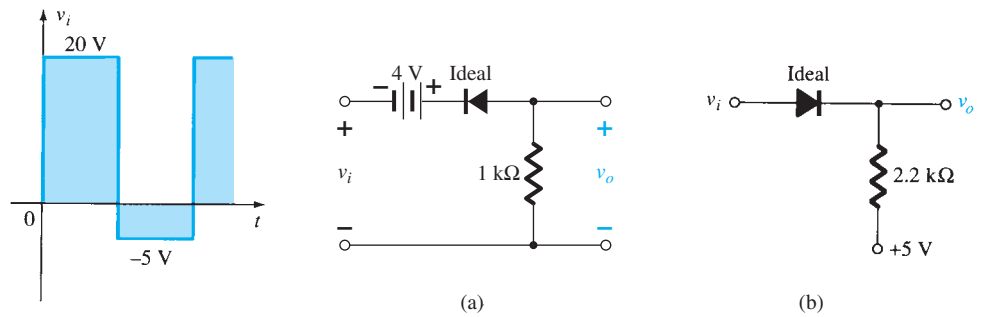 v_i
20 V
0
t
–5 V
– 4 V + Ideal
+ +
v_i 1 kΩ v_o
– –
(a)
Ideal
v_i v_o
2.2 kΩ
+5 V
(b)